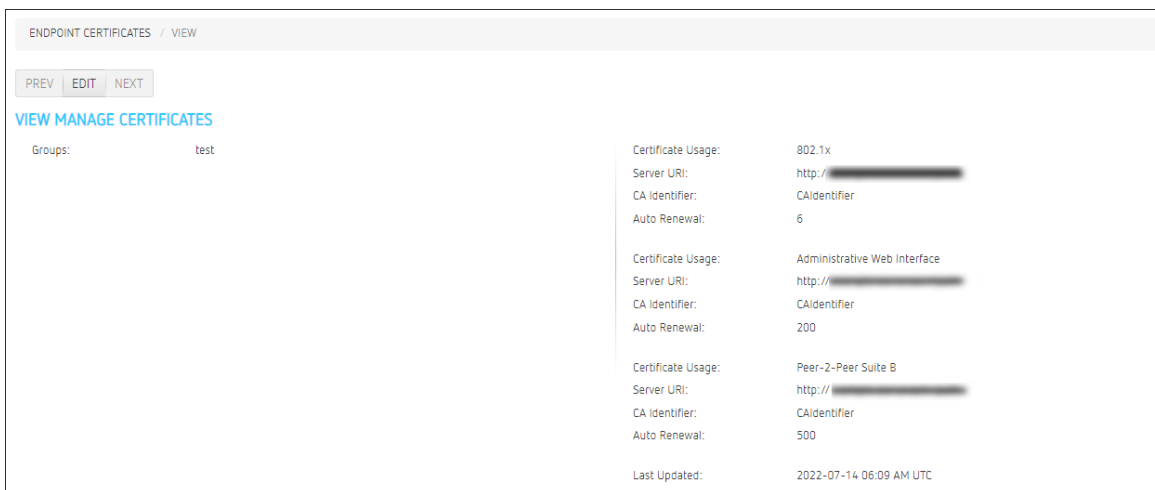 ENDPOINT CERTIFICATES / VIEW
PREV EDIT NEXT
VIEW MANAGE CERTIFICATES
Groups: test
Certificate Usage: 802.1x
Server URI: http:/
CA Identifier: CAIdentifier
Auto Renewal: 6
Certificate Usage: Administrative Web Interface
Server URI: http://
CA Identifier: CAIdentifier
Auto Renewal: 200
Certificate Usage: Peer-2-Peer Suite B
Server URI: http://
CA Identifier: CAIdentifier
Auto Renewal: 500
Last Updated: 2022-07-14 06:09 AM UTC